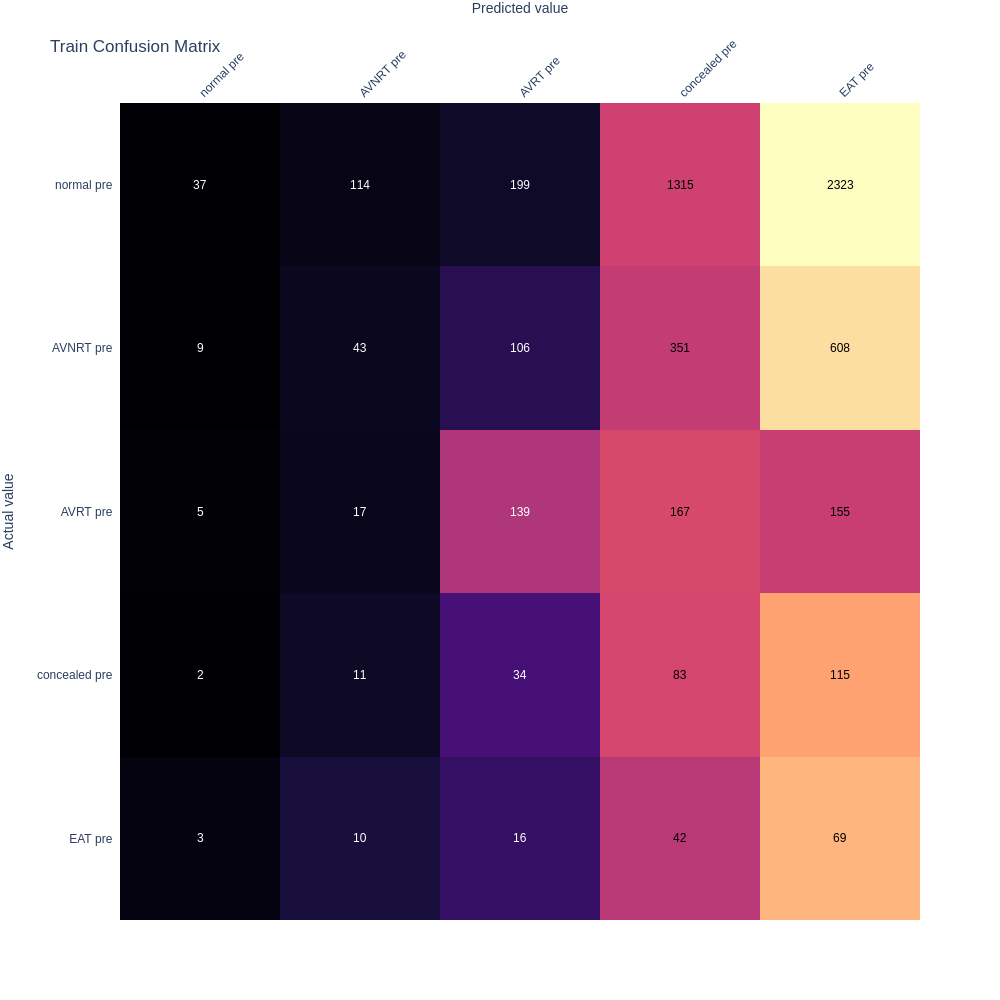 Predicted value
Train Confusion Matrix
normal pre AVNRT pre AVRT pre concealed pre EAT pre
normal pre 37 114 199 1315 2323
AVNRT pre 9 43 106 351 608
Actual value
AVRT pre 5 17 139 167 155
concealed pre 2 11 34 83 115
EAT pre 3 10 16 42 69